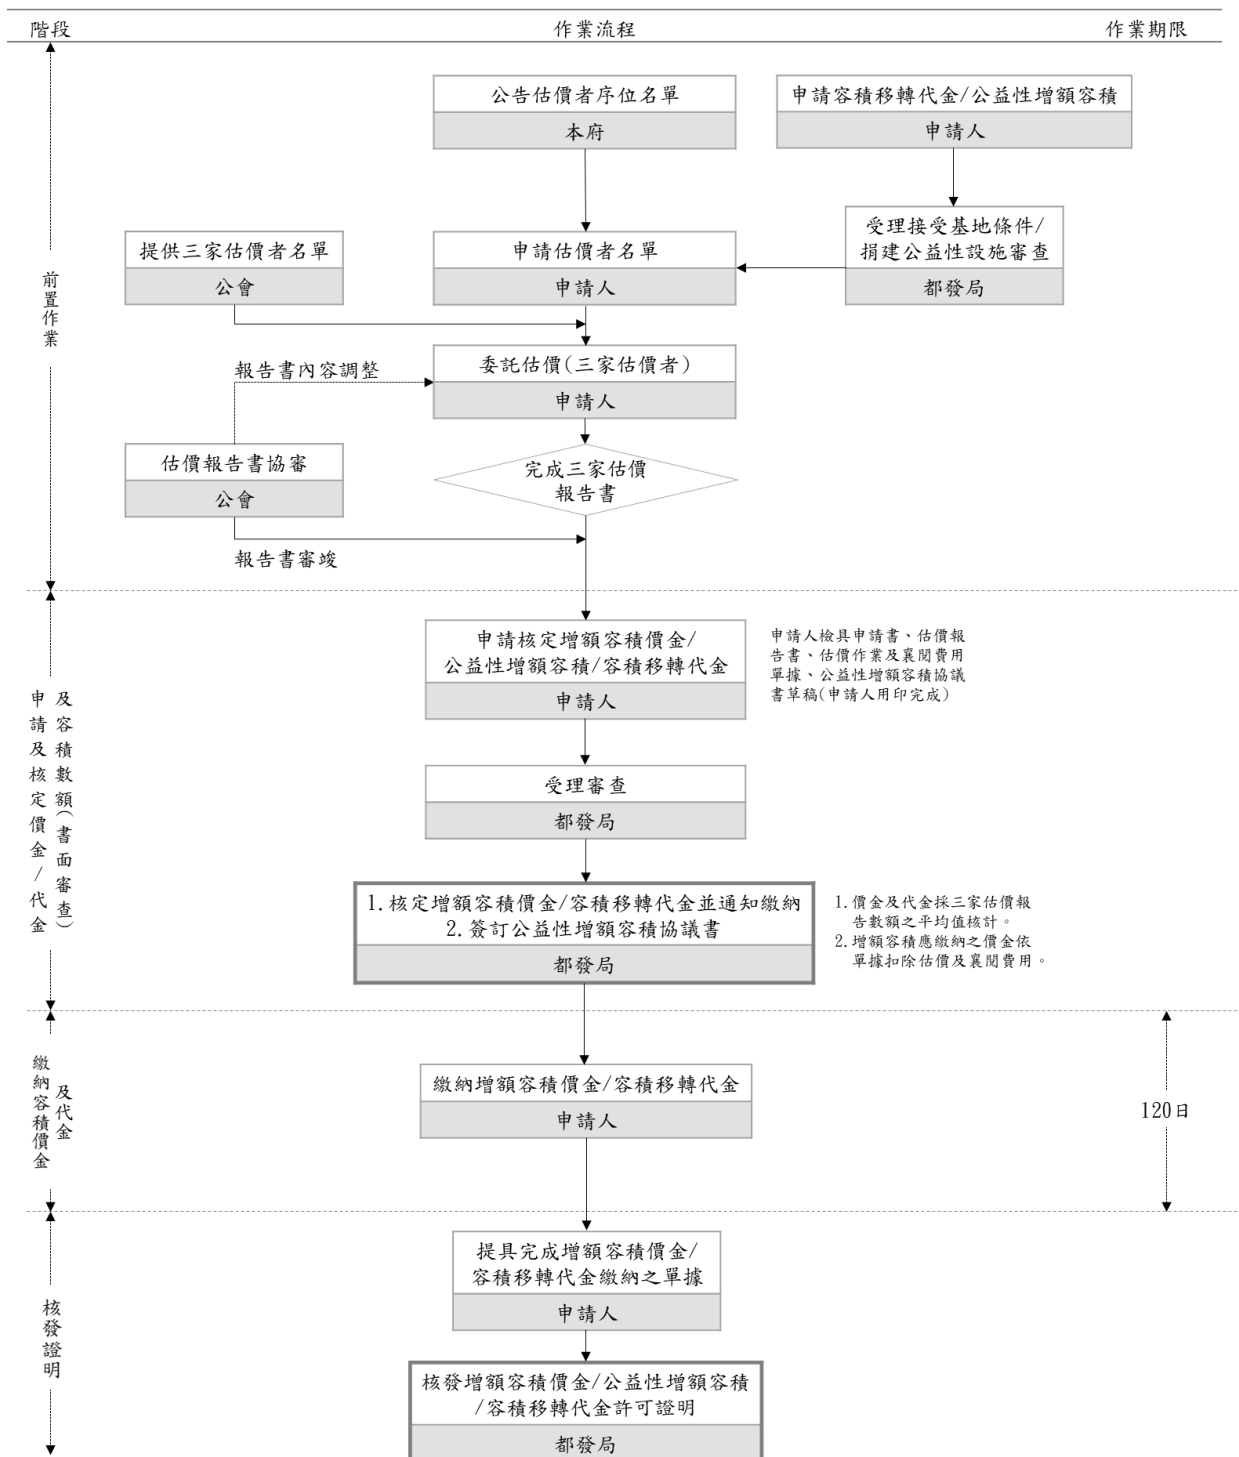 階段
作業流程
作業期限
前置作業
公告估價者序位名單
本府
申請容積移轉代金/公益性增額容積
申請人
受理接受基地條件/
捐建公益性設施審查
都發局
提供三家估價者名單
公會
申請估價者名單
申請人
報告書內容調整
委託估價(三家估價者)
申請人
估價報告書協審
公會
完成三家估價
報告書
報告書審竣
申請及核定價金/代金
及容積數額(書面審查)
申請核定增額容積價金/
公益性增額容積/容積移轉代金
申請人
申請人檢具申請書、估價報
告書、估價作業及襄閱費用
單據、公益性增額容積協議
書草稿(申請人用印完成)
受理審查
都發局
1.核定增額容積價金/容積移轉代金並通知繳納
2.簽訂公益性增額容積協議書
都發局
1.價金及代金採三家估價報
告數額之平均值核計。
2.增額容積應繳納之價金依
單據扣除估價及襄閱費用。
繳納容積價金
及代金
繳納增額容積價金/容積移轉代金
申請人
120日
核發證明
提具完成增額容積價金/
容積移轉代金繳納之單據
申請人
核發增額容積價金/公益性增額容積
/容積移轉代金許可證明
都發局